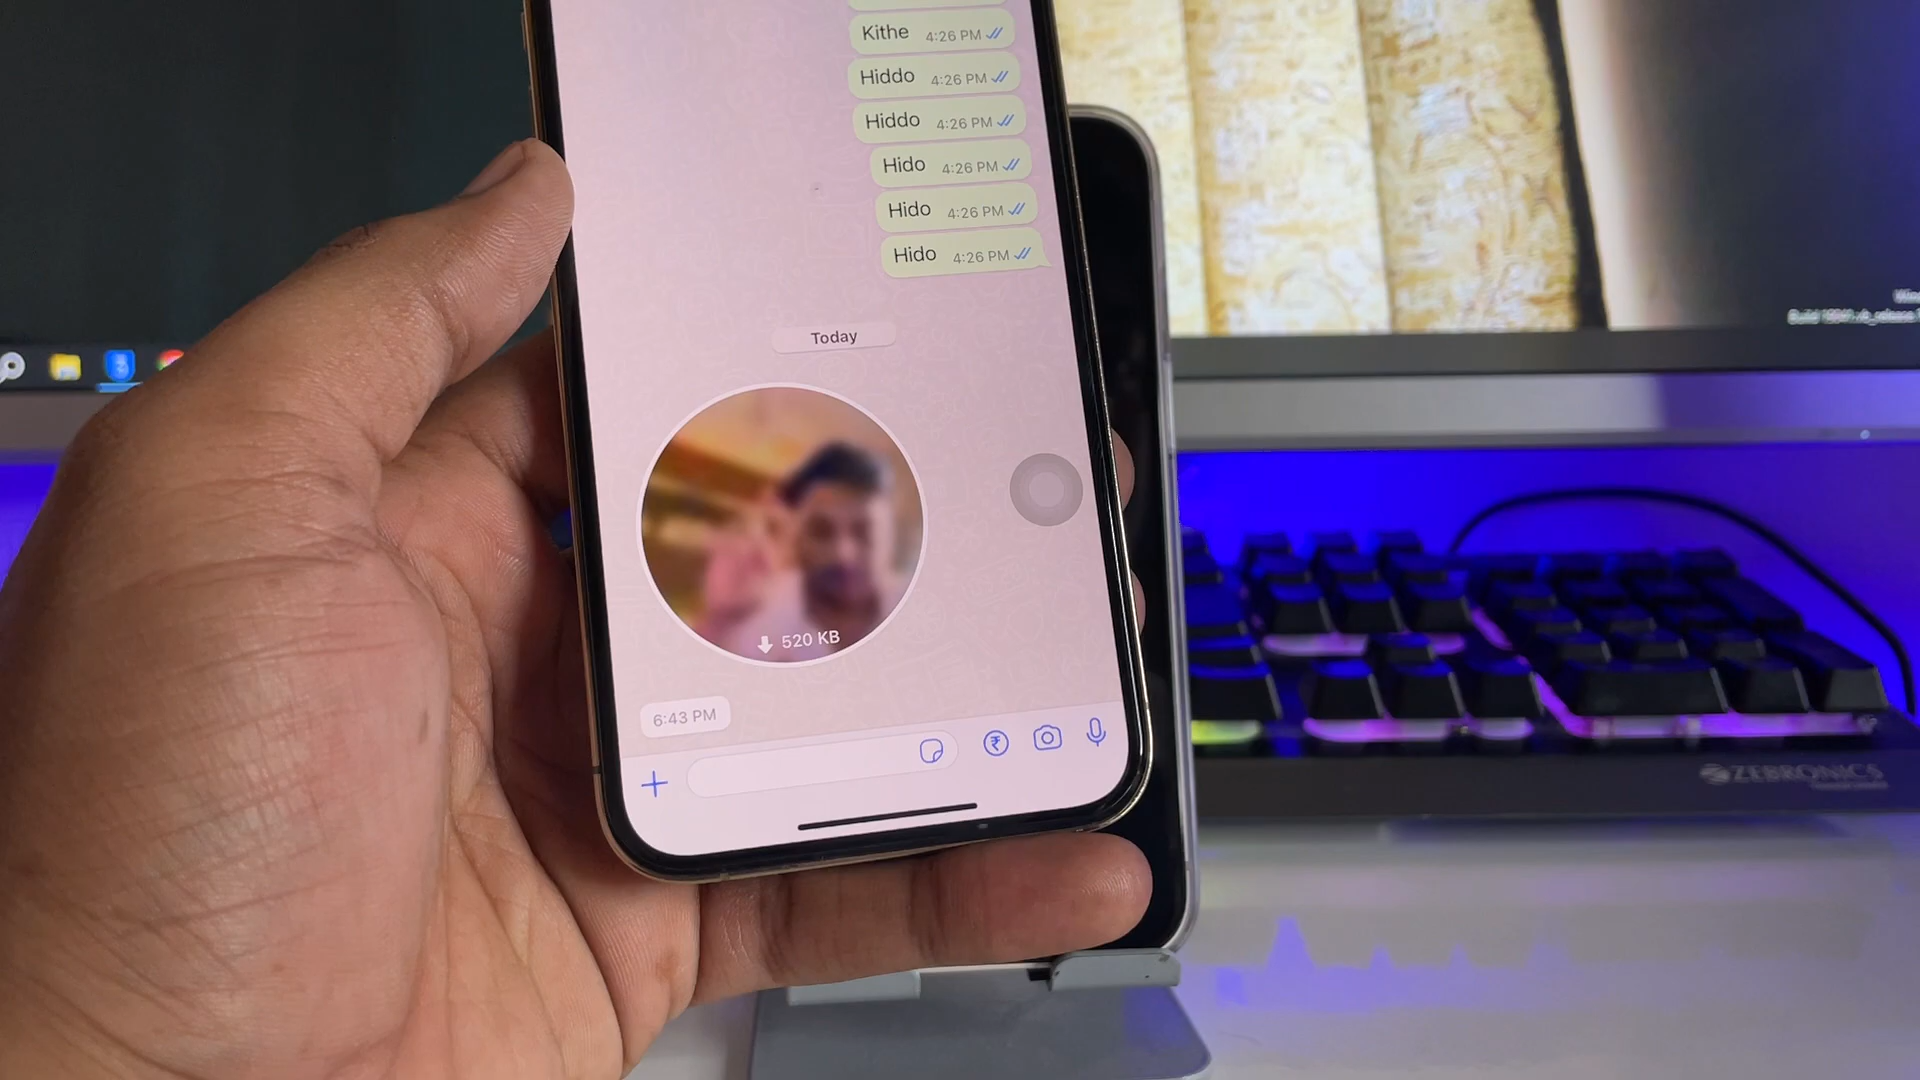 Kithe 4:26 PM
Hiddo 4:26 PM
Hiddo 4:26 PM
Hido 4:26 PM
Hido 4:26 PM
Hido 4:26 PM
Today
520 KB
6:43 PM
ZEBRONICS